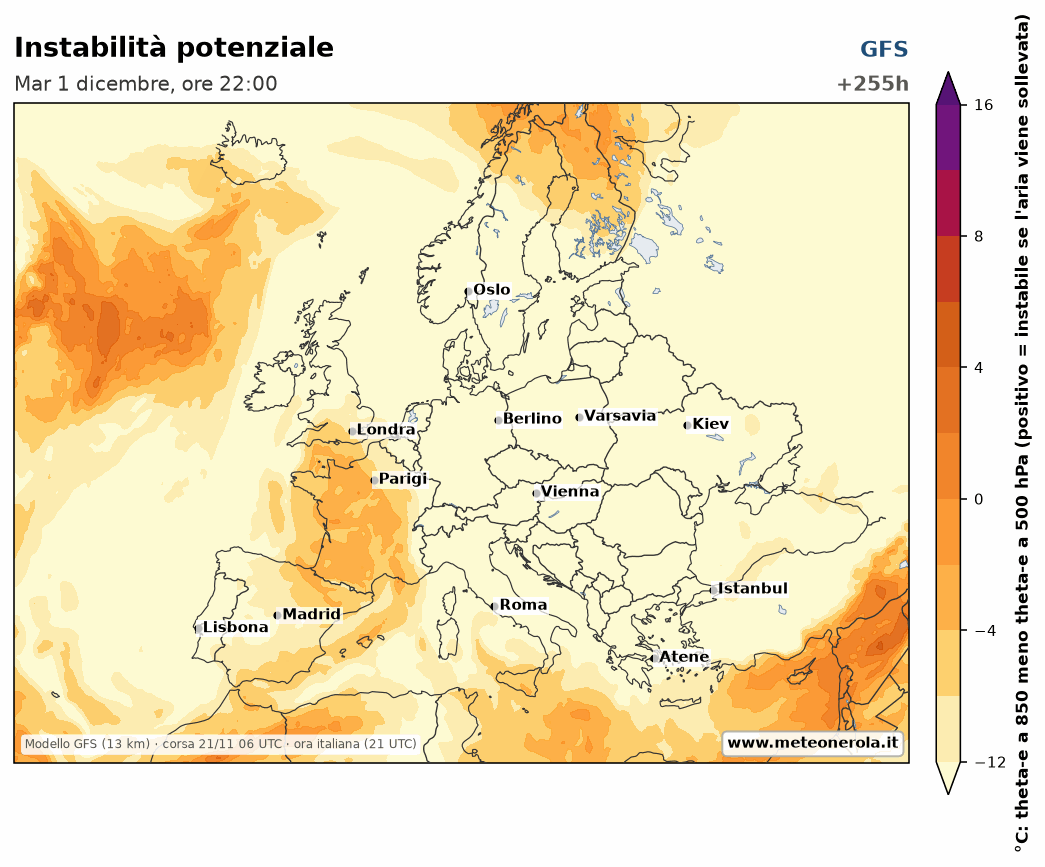 Instabilità potenziale
GFS
Mar 1 dicembre, ore 22:00
+255h
Oslo
Londra
Berlino
Varsavia
Kiev
Parigi
Vienna
Istanbul
Roma
Madrid
Lisbona
Atene
Modello GFS (13 km) · corsa 21/11 06 UTC · ora italiana (21 UTC)
www.meteonerola.it
16
8
4
0
−4
−12
°C: theta-e a 850 meno theta-e a 500 hPa (positivo = instabile se l'aria viene sollevata)